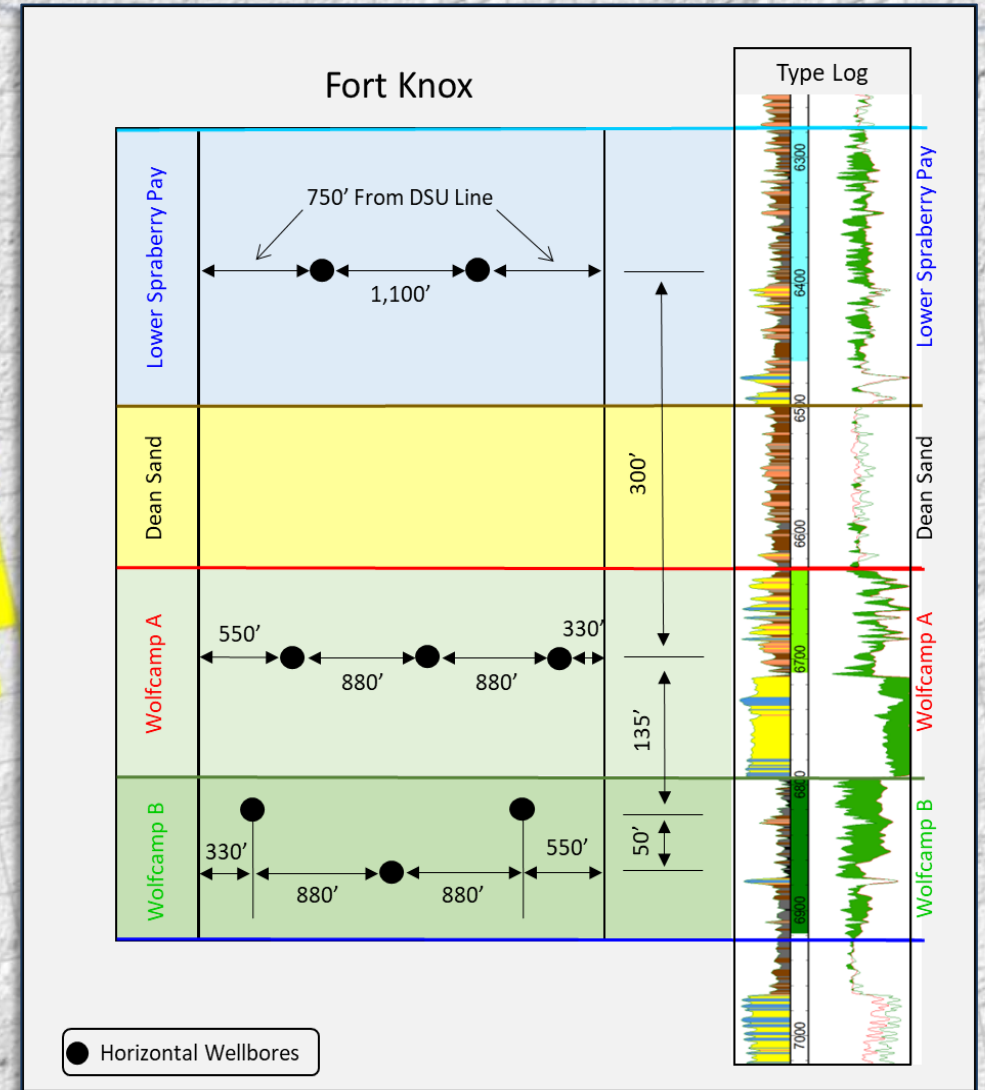 Fort Knox
Type Log
Lower Spraberry Pay
750’ From DSU Line
1,100’
6300
6400
Lower Spraberry Pay
6500
Dean Sand
300’
6600
Dean Sand
Wolfcamp A
550’
880’
880’
330’
135’
6700
Wolfcamp A
6800
Wolfcamp B
330’
880’
880’
550’
50’
6900
Wolfcamp B
7000
Horizontal Wellbores